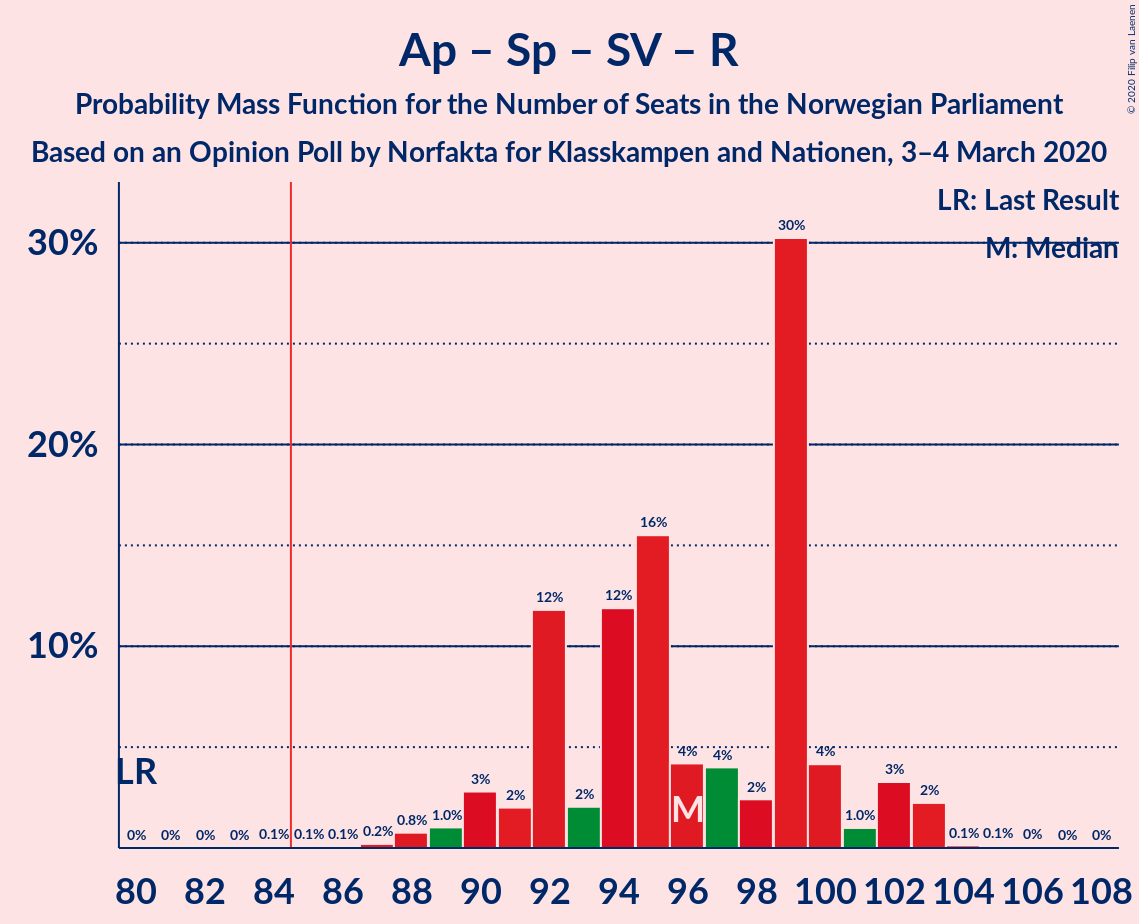 Ap – Sp – SV – R
Probability Mass Function for the Number of Seats in the Norwegian Parliament
Based on an Opinion Poll by Norfakta for Klasskampen and Nationen, 3–4 March 2020
© 2020 Filip van Laenen
LR: Last Result
M: Median
30%
20%
10%
LR
M
0% 0% 0% 0% 0.1% 0.1% 0.1% 0.2% 0.8% 1.0% 3% 2% 12% 2% 12% 16% 4% 4% 2% 30% 4% 1.0% 3% 2% 0.1% 0.1% 0% 0% 0%
80 82 84 86 88 90 92 94 96 98 100 102 104 106 108